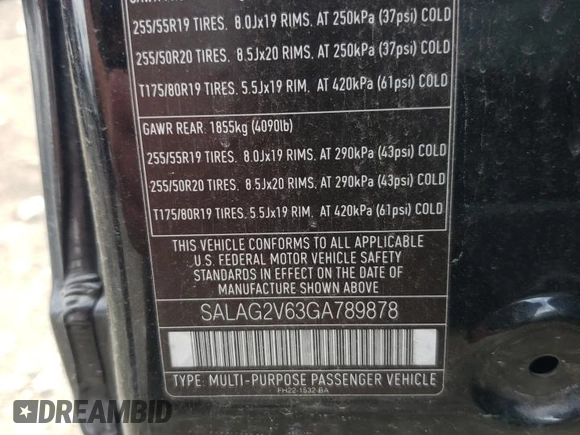 255/55R19 TIRES. 8.0Jx19 RIMS. AT 250kPa (37psi) COLD
255/50R20 TIRES. 8.5Jx20 RIMS. AT 250kPa (37psi) COLD
T175/80R19 TIRES. 5.5Jx19 RIM. AT 420kPa (61psi) COLD
GAWR REAR. 1855kg (4090lb)
255/55R19 TIRES. 8.0Jx19 RIMS. AT 290kPa (43psi) COLD
255/50R20 TIRES. 8.5Jx20 RIMS. AT 290kPa (43psi) COLD
T175/80R19 TIRES. 5.5Jx19 RIM. AT 420kPa (61psi) COLD
THIS VEHICLE CONFORMS TO ALL APPLICABLE
U.S. FEDERAL MOTOR VEHICLE SAFETY
STANDARDS IN EFFECT ON THE DATE OF
MANUFACTURE SHOWN ABOVE
SALAG2V63GA789878
TYPE: MULTI-PURPOSE PASSENGER VEHICLE
FH22-1532-BA
DREAMBID